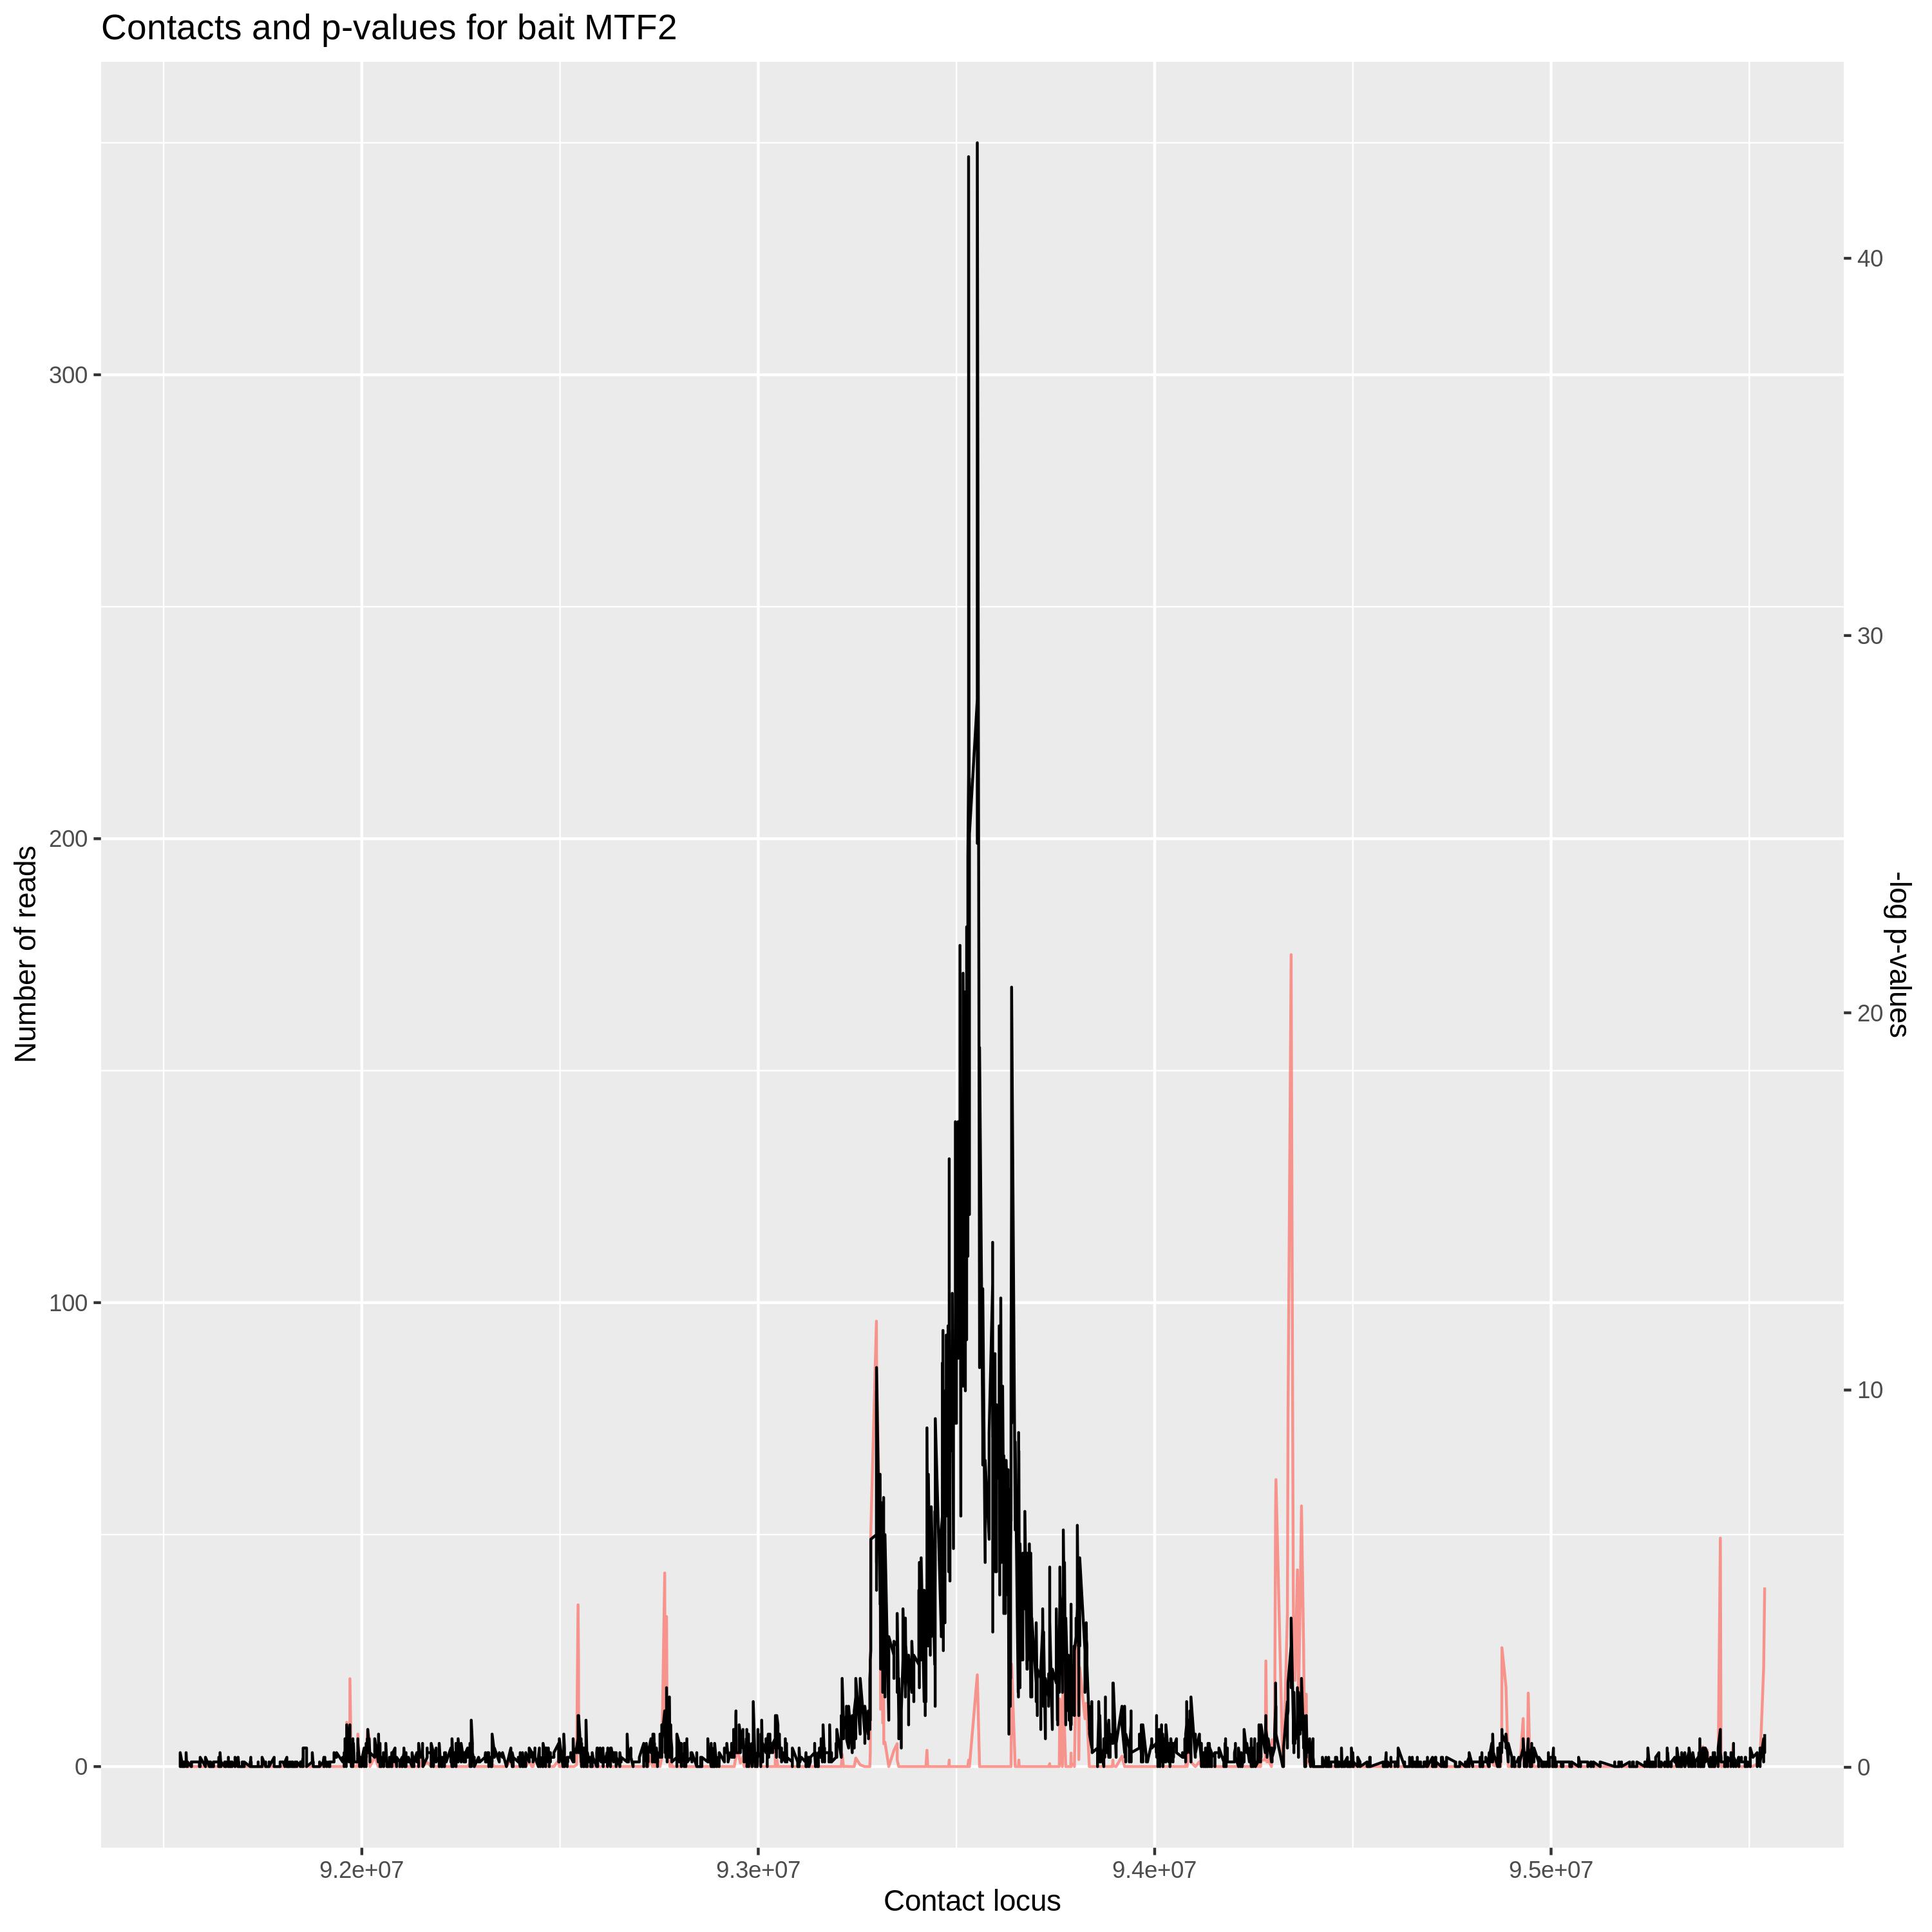 Contacts and p-values for bait MTF2
Number of reads
300
200
100
0
40
30
20
10
0
-log p-values
9.2e+07
9.3e+07
9.4e+07
9.5e+07
Contact locus